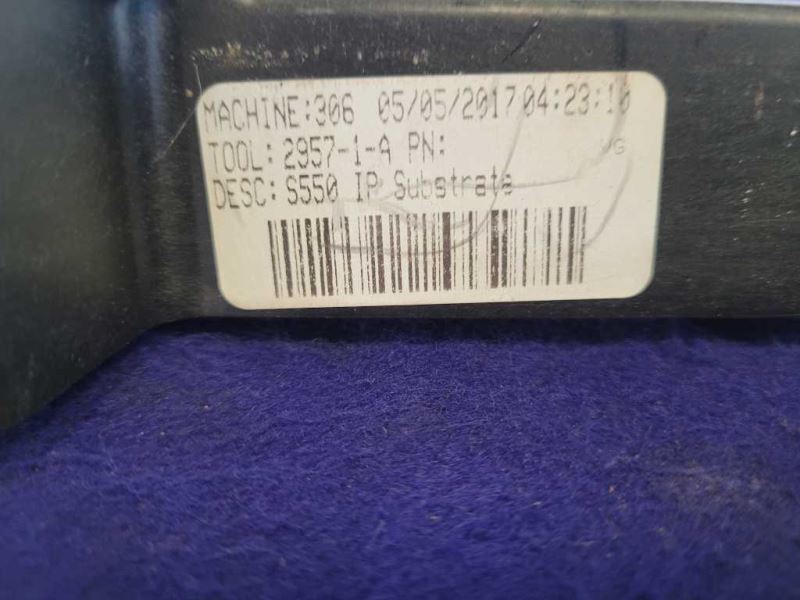 MACHINE:306 05/05/2017 04:23:10
TOOL: 2957-1-A PN:
DESC: S550 IP Substrate